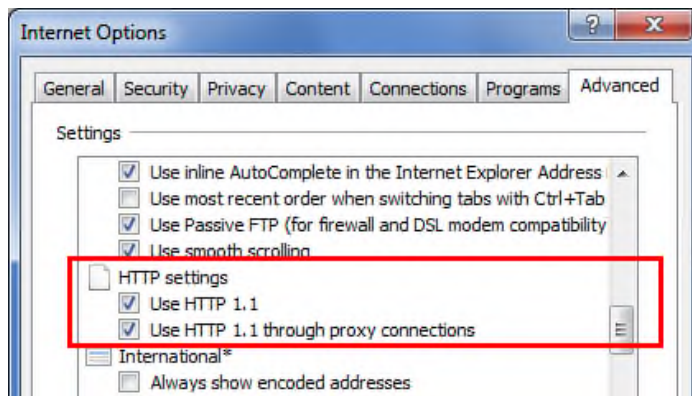 Internet Options
General Security Privacy Content Connections Programs Advanced
Settings
Use inline AutoComplete in the Internet Explorer Address
Use most recent order when switching tabs with Ctrl+Tab
Use Passive FTP (for firewall and DSL modem compatibility
Use smooth scrolling
HTTP settings
Use HTTP 1.1
Use HTTP 1.1 through proxy connections
International*
Always show encoded addresses